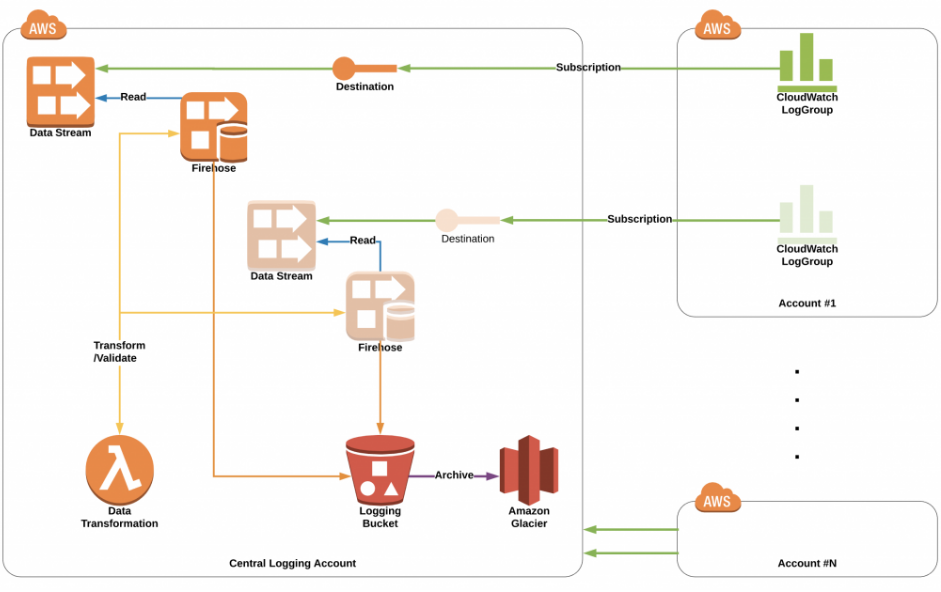 AWS
AWS
Subscription
Destination
CloudWatch
LogGroup
Read
Data Stream
Firehose
Subscription
Destination
CloudWatch
LogGroup
Read
Data Stream
Account #1
Firehose
Transform
/Validate
Archive
AWS
Data
Transformation
Logging
Bucket
Amazon
Glacier
Central Logging Account
Account #N